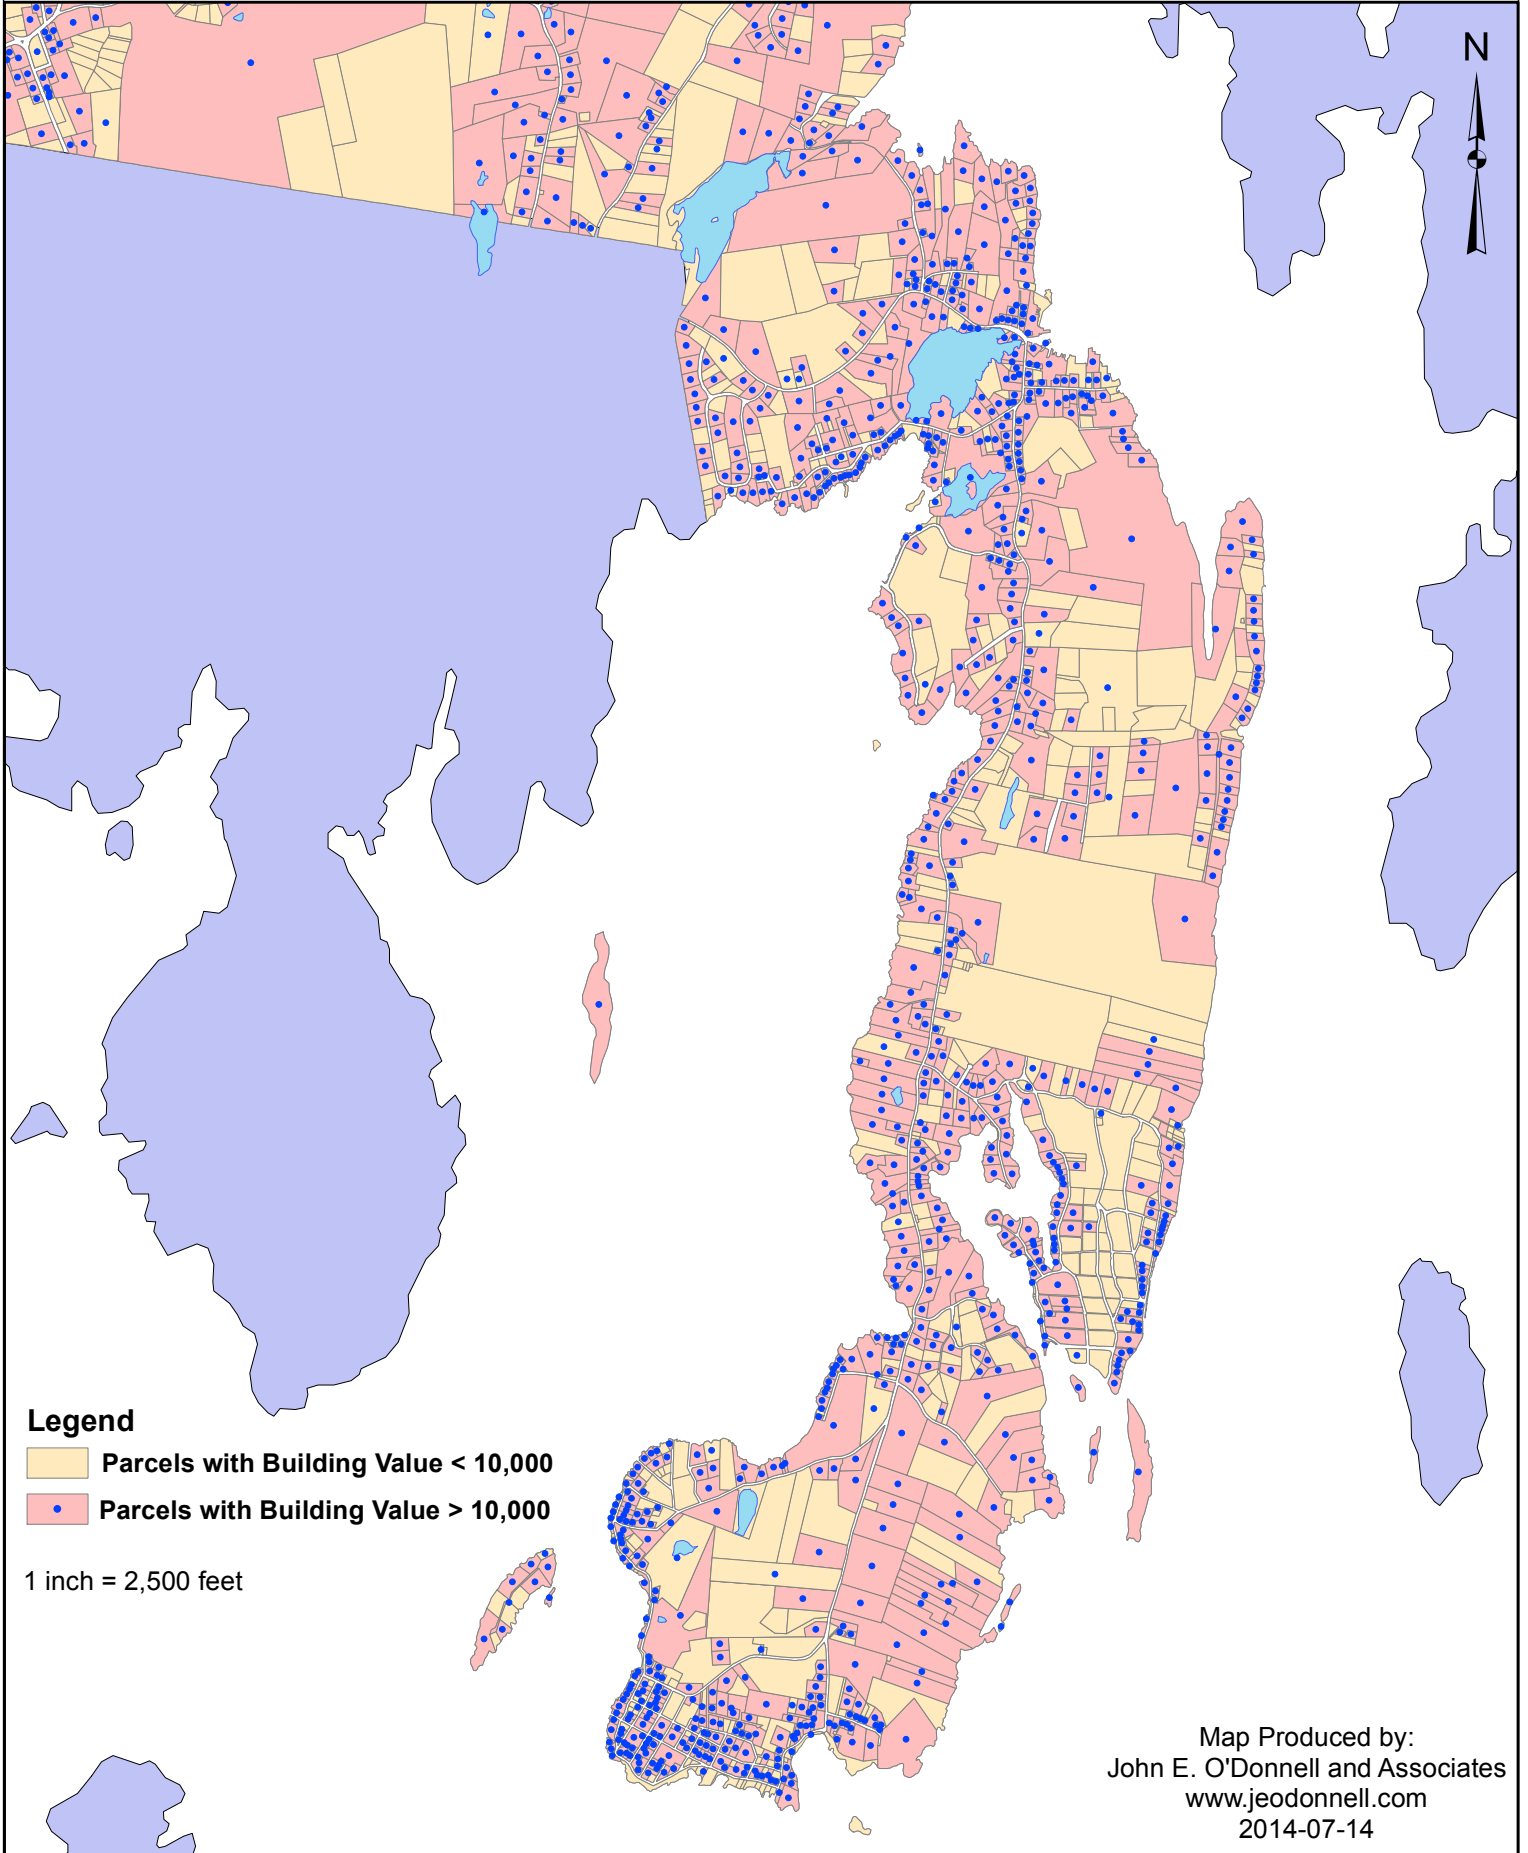 N
Legend
Parcels with Building Value < 10,000
Parcels with Building Value > 10,000
1 inch = 2,500 feet
Map Produced by:
John E. O'Donnell and Associates
www.jeodonnell.com
2014-07-14